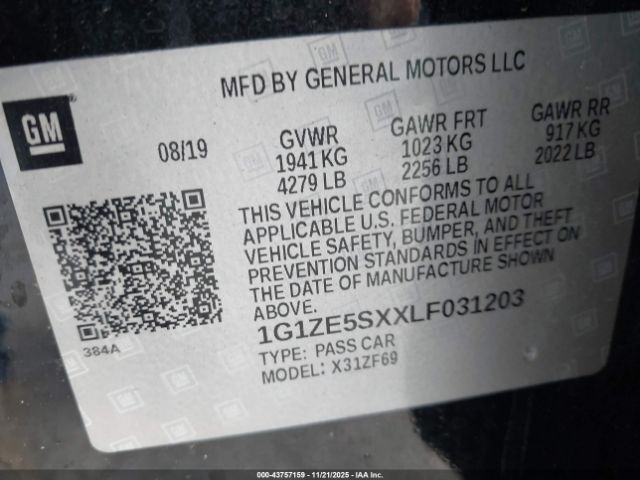 MFD BY GENERAL MOTORS LLC
GM
08/19
GVWR
1941 KG
4279 LB
GAWR FRT
1023 KG
2256 LB
GAWR RR
917 KG
2022 LB
THIS VEHICLE CONFORMS TO ALL
APPLICABLE U.S. FEDERAL MOTOR
VEHICLE SAFETY, BUMPER, AND THEFT
PREVENTION STANDARDS IN EFFECT ON
THE DATE OF MANUFACTURE SHOWN
ABOVE.
1G1ZE5SXXLF031203
TYPE: PASS CAR
MODEL: X31ZF69
384A
000-43757159 - 11/21/2025 - IAA Inc.